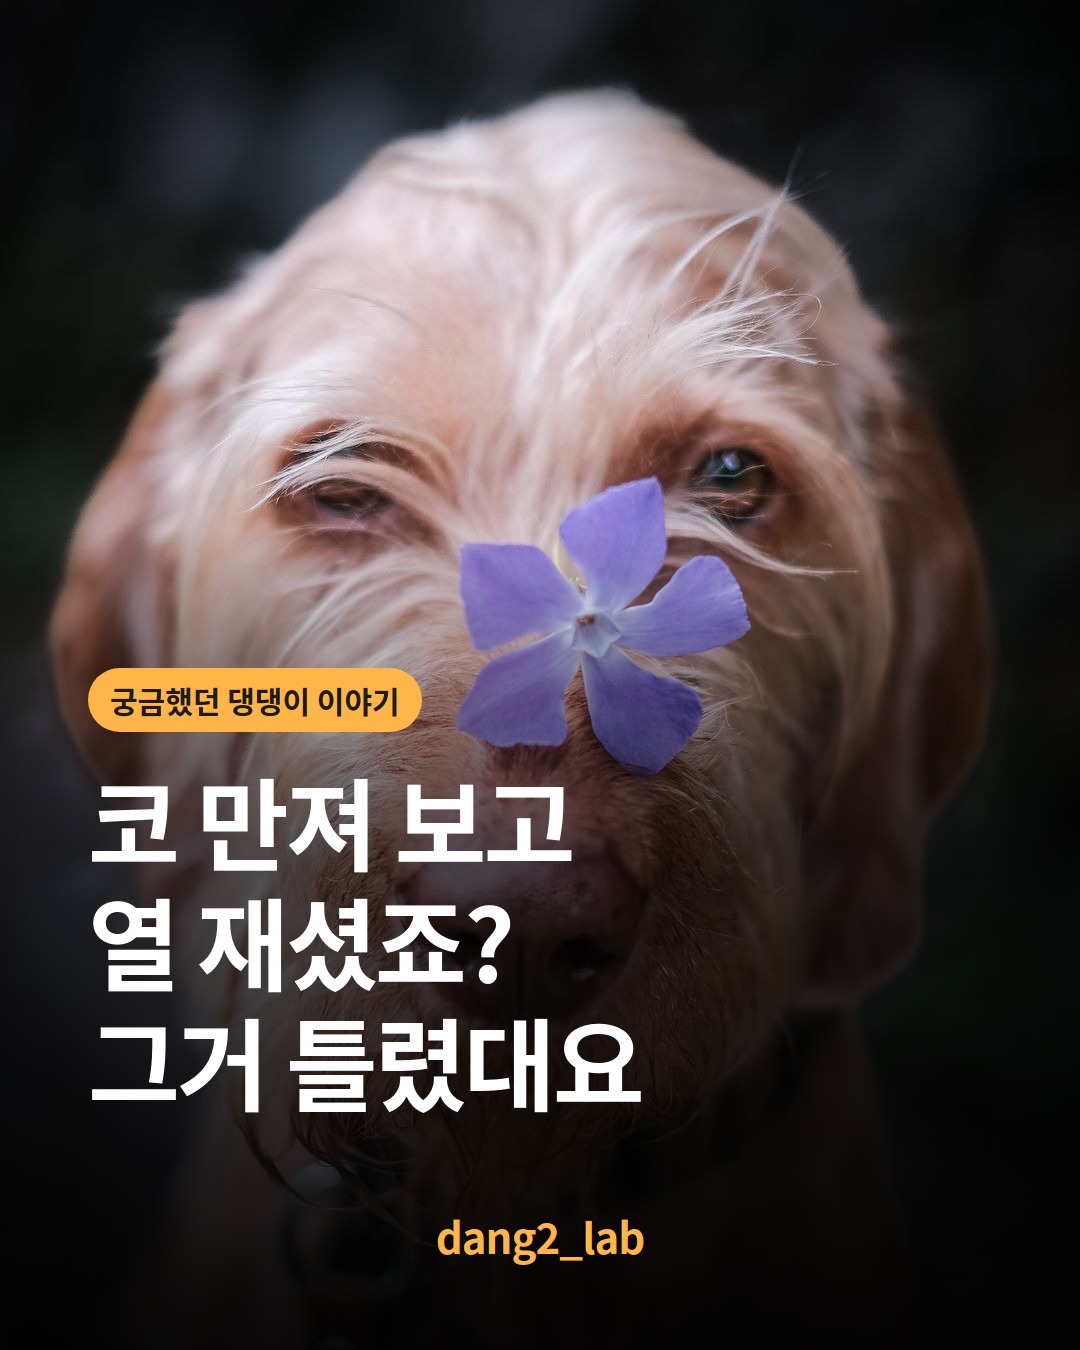 궁금했던 댕댕이 이야기
코 만져 보고
열 재셨죠?
그거 틀렸대요
dang2_lab